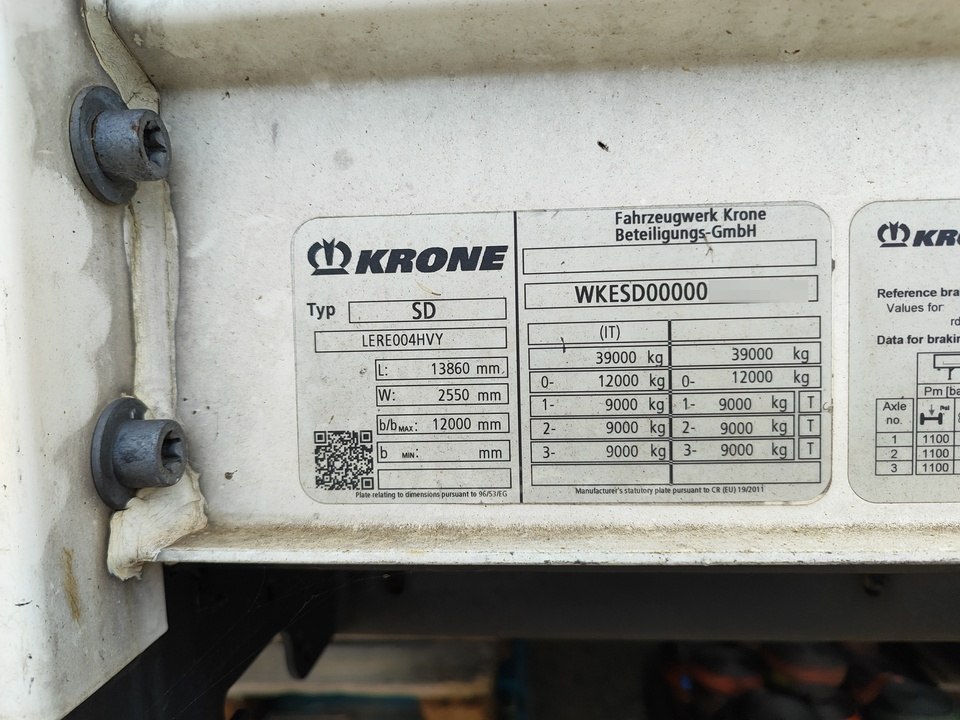 KRONE
Typ SD
LERE004HVY
L: 13860 mm
W: 2550 mm
b/b MAX: 12000 mm
b MIN: mm
Plate relating to dimensions pursuant to 96/53/EG
Fahrzeugwerk Krone
Beteiligungs-GmbH
WKESD00000
(IT)
39000 kg 39000 kg
0- 12000 kg 0- 12000 kg
1- 9000 kg 1- 9000 kg T
2- 9000 kg 2- 9000 kg T
3- 9000 kg 3- 9000 kg T
Manufacturer's statutory plate pursuant to CR (EU) 19/2011
Reference
Values for
Data for
Pm
Axle
no. Pm
1 1100
2 1100
3 1100